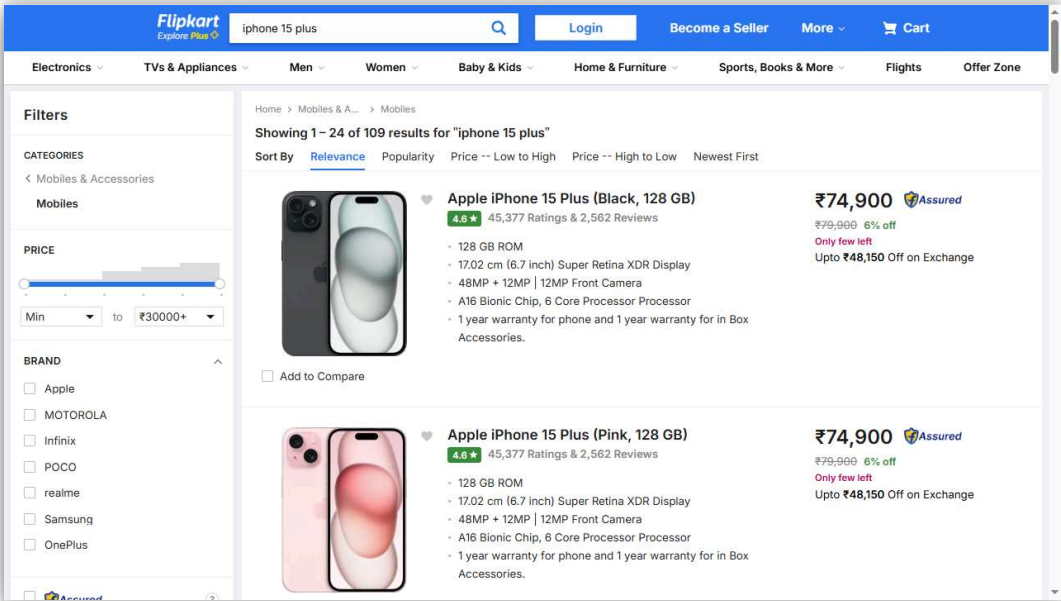 Flipkart
Explore Plus
iphone 15 plus
Login
Become a Seller
More
Cart
Electronics
TVs & Appliances
Men
Women
Baby & Kids
Home & Furniture
Sports, Books & More
Flights
Offer Zone
Filters
CATEGORIES
Mobiles & Accessories
Mobiles
PRICE
Min
to
₹30000+
BRAND
Apple
MOTOROLA
Infinix
POCO
realme
Samsung
OnePlus
Assured
?
Home > Mobiles & A... > Mobiles
Showing 1 – 24 of 109 results for "iphone 15 plus"
Sort By Relevance Popularity Price -- Low to High Price -- High to Low Newest First
Apple iPhone 15 Plus (Black, 128 GB)
4.6 ★ 45,377 Ratings & 2,562 Reviews
128 GB ROM
17.02 cm (6.7 inch) Super Retina XDR Display
48MP + 12MP | 12MP Front Camera
A16 Bionic Chip, 6 Core Processor Processor
1 year warranty for phone and 1 year warranty for in Box
Accessories.
₹74,900 Assured
₹79,900 6% off
Only few left
Upto ₹48,150 Off on Exchange
Add to Compare
Apple iPhone 15 Plus (Pink, 128 GB)
4.6 ★ 45,377 Ratings & 2,562 Reviews
128 GB ROM
17.02 cm (6.7 inch) Super Retina XDR Display
48MP + 12MP | 12MP Front Camera
A16 Bionic Chip, 6 Core Processor Processor
1 year warranty for phone and 1 year warranty for in Box
Accessories.
₹74,900 Assured
₹79,900 6% off
Only few left
Upto ₹48,150 Off on Exchange